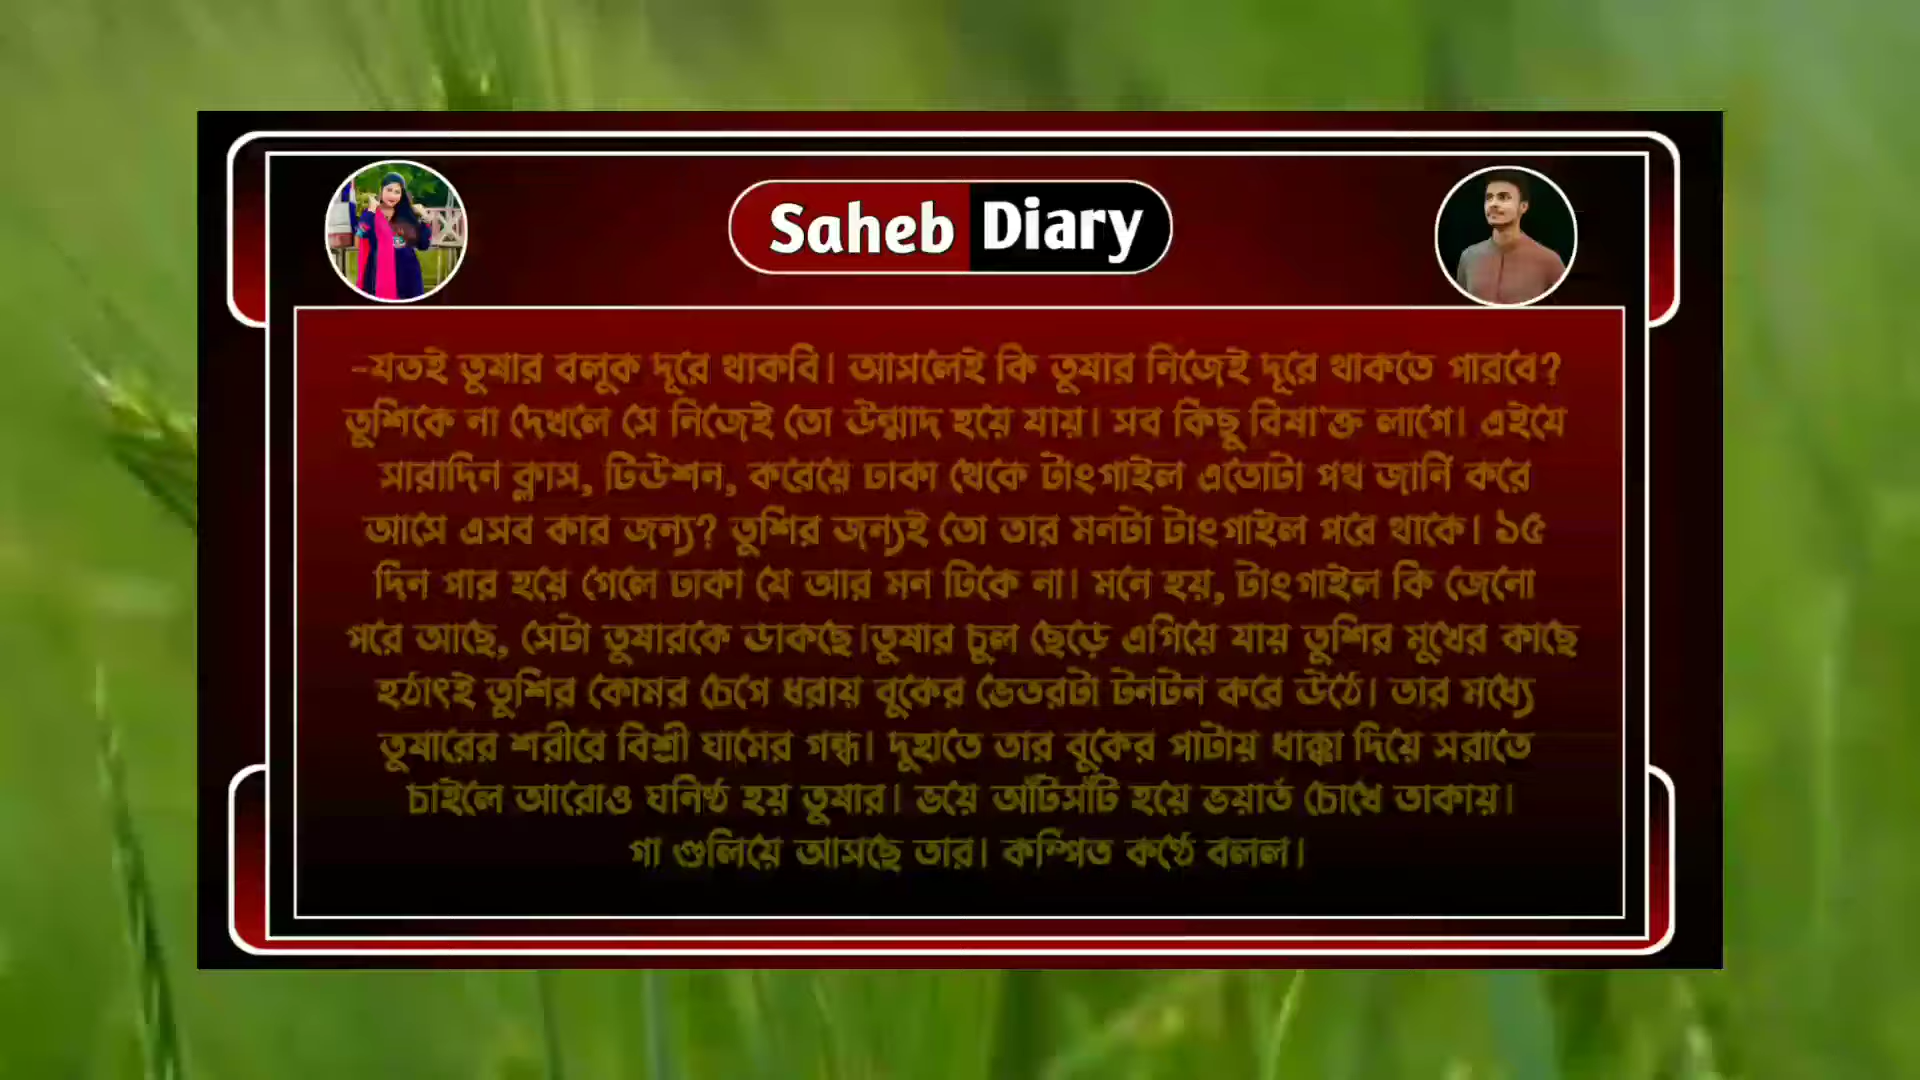 Saheb Diary
-যতই তুষার বলুক দূরে থাকবি। আসলেই কি তুষার নিজেই দূরে থাকতে পারবে?
তুশিকে না দেখলে সে নিজেই তো উন্মাদ হয়ে যায়। সব কিছু বিষা'ক্ত লাগে। এইযে
সারাদিন ক্লাস, টিউশন, করেয়ে ঢাকা থেকে টাংগাইল এতোটা পথ জার্নি করে
আসে এসব কার জন্য? তুশির জন্যই তো তার মনটা টাংগাইল পরে থাকে। ১৫
দিন পার হয়ে গেলে ঢাকা যে আর মন টিকে না। মনে হয়, টাংগাইল কি জেনো
পরে আছে, সেটা তুষারকে ডাকছে।তুষার চুল ছেড়ে এগিয়ে যায় তুশির মুখের কাছে
হঠাৎই তুশির কোমর চেপে ধরায় বুকের ভেতরটা টনটন করে উঠে। তার মধ্যে
তুষারের শরীরে বিশ্রী ঘামের গন্ধ। দুহাতে তার বুকের পাটায় ধাক্কা দিয়ে সরাতে
চাইলে আরোও ঘনিষ্ঠ হয় তুষার। ভয়ে আঁটসাঁট হয়ে ভয়ার্ত চোখে তাকায়।
গা গুলিয়ে আসছে তার। কম্পিত কণ্ঠে বলল।